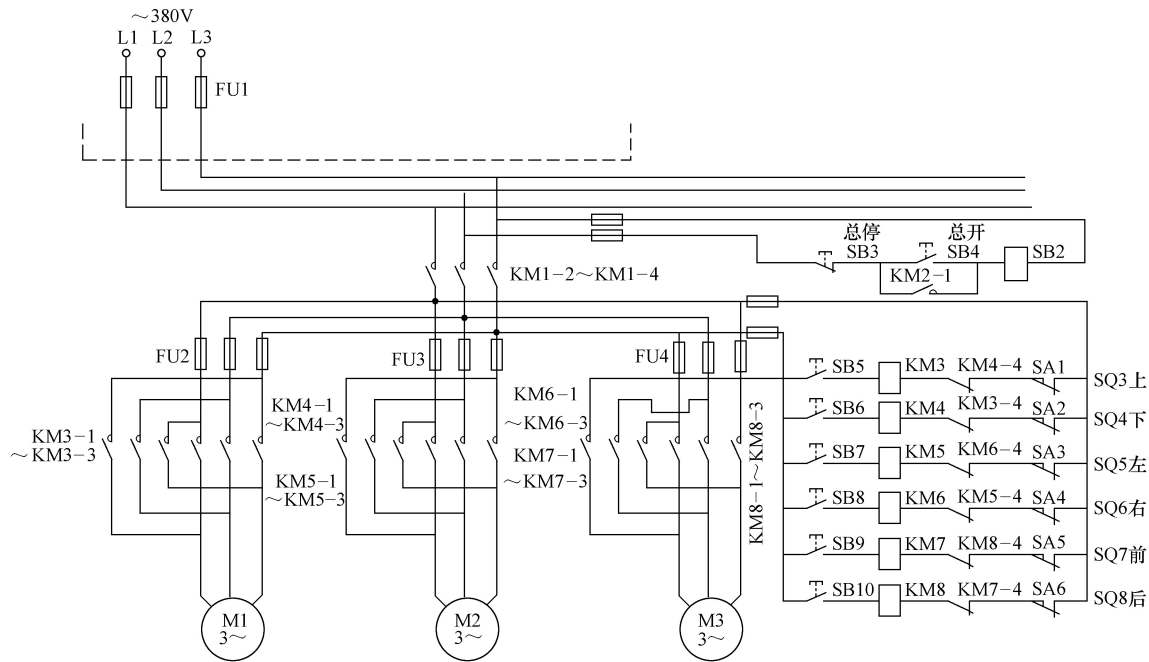 ～380V
L1 L2 L3
FU1
总停 总开
SB3 SB4 SB2
KM2-1
KM1-2～KM1-4
FU2 FU3 FU4
KM3-1
～KM3-3
KM4-1
～KM4-3
KM5-1
～KM5-3
KM6-1
～KM6-3
KM7-1
～KM7-3
KM8-1～KM8-3
SB5 KM3 KM4-4 SA1 SQ3上
SB6 KM4 KM3-4 SA2 SQ4下
SB7 KM5 KM6-4 SA3 SQ5左
SB8 KM6 KM5-4 SA4 SQ6右
SB9 KM7 KM8-4 SA5 SQ7前
SB10 KM8 KM7-4 SA6 SQ8后
M1 M2 M3
3～ 3～ 3～